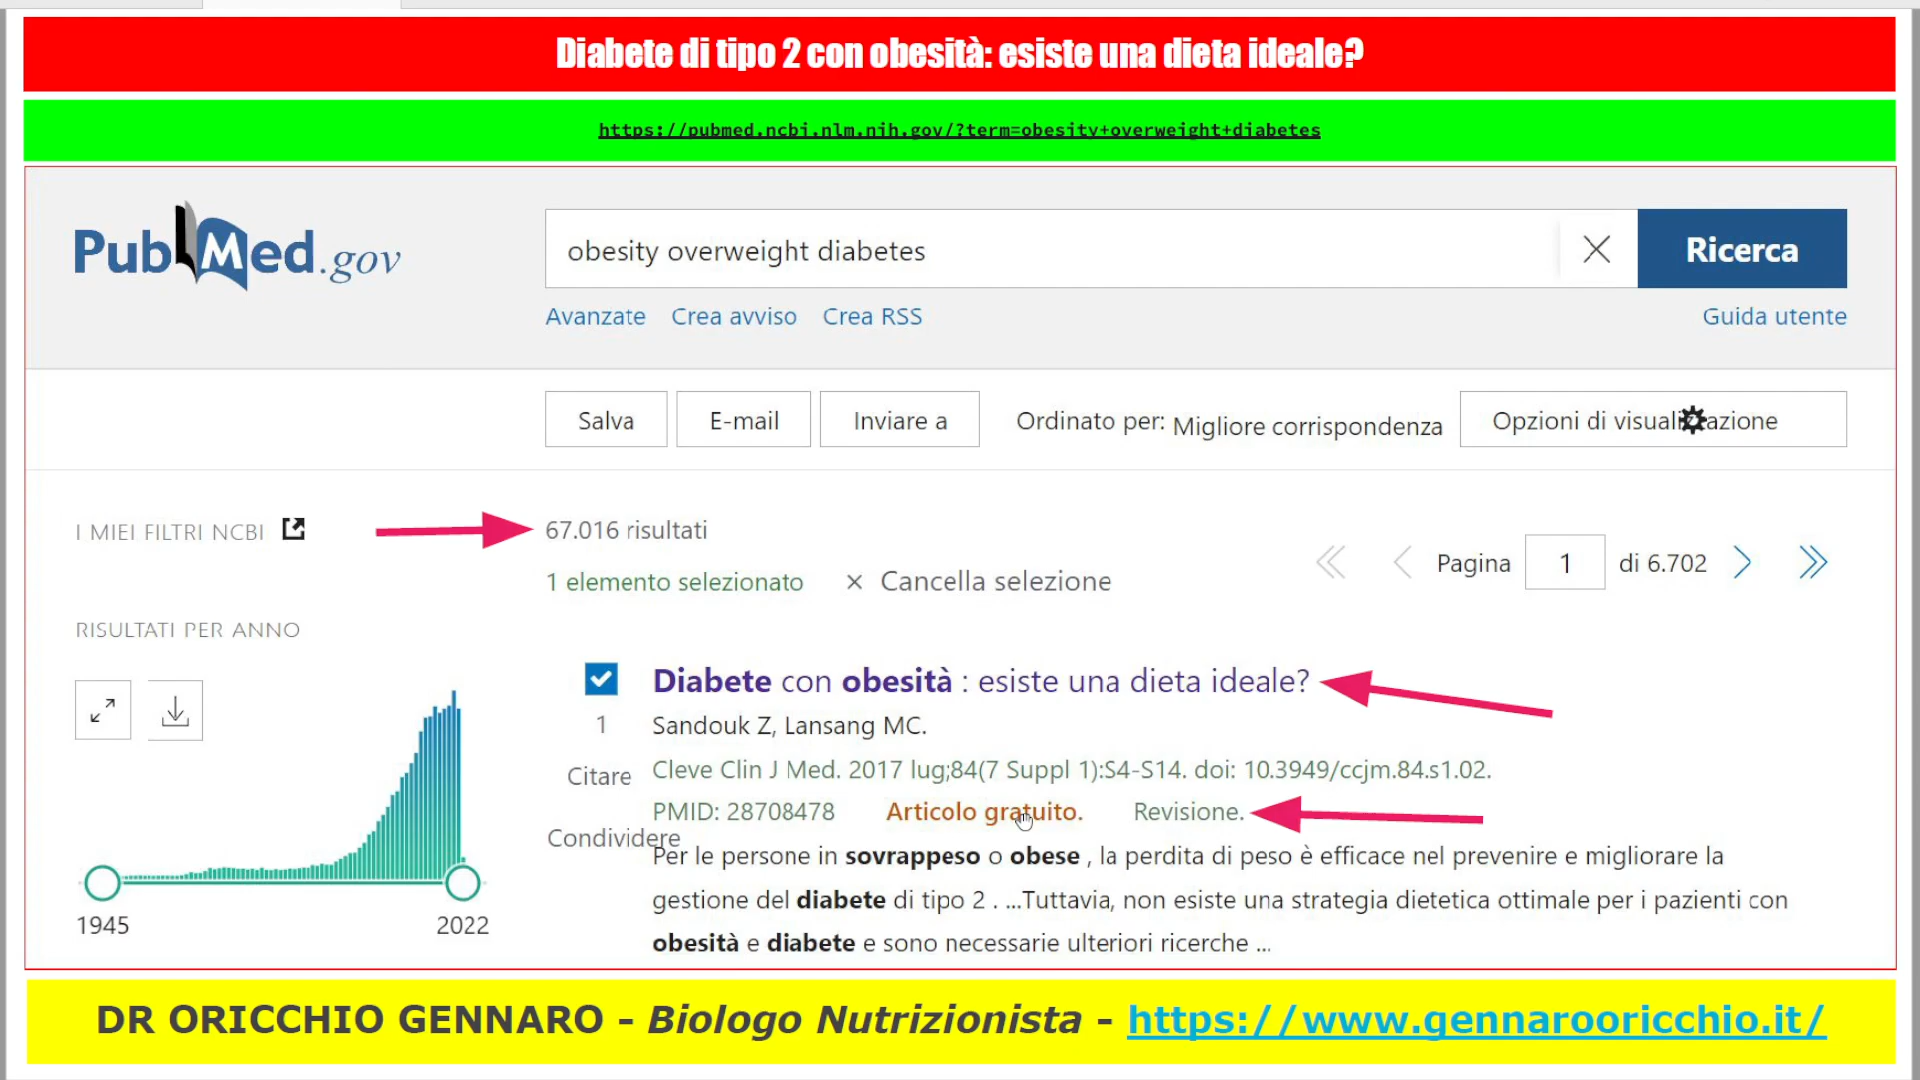 Diabete di tipo 2 con obesità: esiste una dieta ideale?
https://pubmed.ncbi.nlm.nih.gov/?term=obesity+overweight+diabetes
PubMed.gov
obesity overweight diabetes
Ricerca
Avanzate Crea avviso Crea RSS Guida utente
Salva E-mail Inviare a Ordinato per: Migliore corrispondenza Opzioni di visualizzazione
I MIEI FILTRI NCBI
67.016 risultati
1 elemento selezionato × Cancella selezione
Pagina 1 di 6.702
RISULTATI PER ANNO
1945 2022
Diabete con obesità : esiste una dieta ideale?
1
Sandouk Z, Lansang MC.
Citare
Cleve Clin J Med. 2017 lug;84(7 Suppl 1):S4-S14. doi: 10.3949/ccjm.84.s1.02.
PMID: 28708478 Articolo gratuito. Revisione.
Condividere
Per le persone in sovrappeso o obese , la perdita di peso è efficace nel prevenire e migliorare la
gestione del diabete di tipo 2 . ...Tuttavia, non esiste una strategia dietetica ottimale per i pazienti con
obesità e diabete e sono necessarie ulteriori ricerche ...
DR ORICCHIO GENNARO - Biologo Nutrizionista - https://www.gennarooricchio.it/